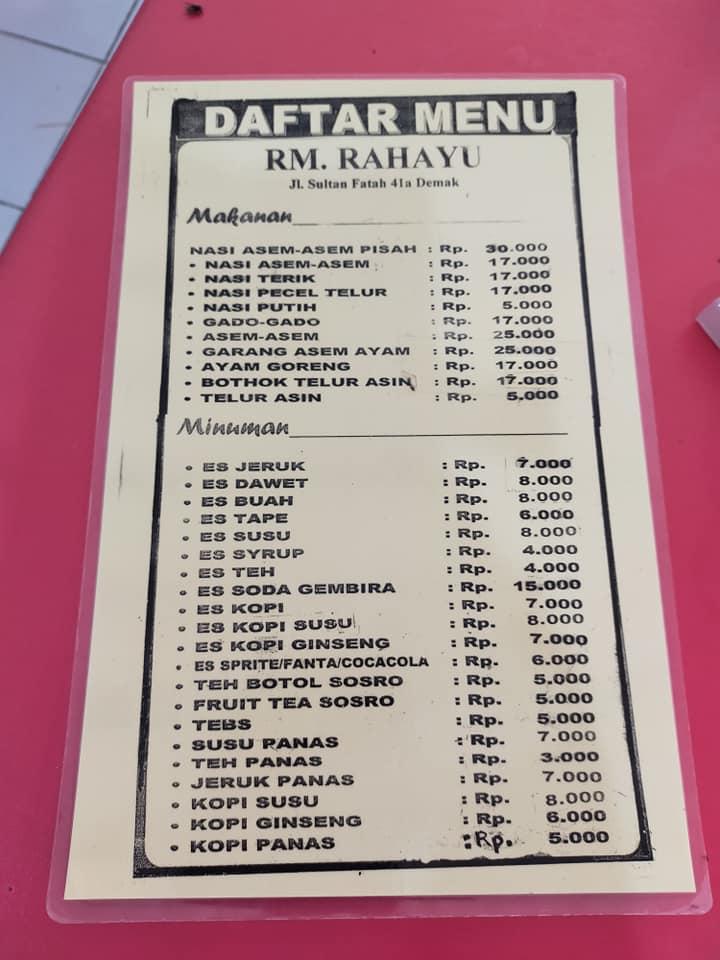 DAFTAR MENU
RM. RAHAYU
Jl. Sultan Fatah 41a Demak
Makanan
NASI ASEM-ASEM PISAH : Rp. 30.000
• NASI ASEM-ASEM : Rp. 17.000
• NASI TERIK : Rp. 17.000
• NASI PECEL TELUR : Rp. 17.000
• NASI PUTIH : Rp. 5.000
• GADO-GADO : Rp. 17.000
• ASEM-ASEM : Rp. 25.000
• GARANG ASEM AYAM : Rp. 25.000
• AYAM GORENG : Rp. 17.000
• BOTHOK TELUR ASIN : Rp. 17.000
• TELUR ASIN : Rp. 5.000
Minuman
• ES JERUK : Rp. 7.000
• ES DAWET : Rp. 8.000
• ES BUAH : Rp. 8.000
• ES TAPE : Rp. 6.000
• ES SUSU : Rp. 8.000
• ES SYRUP : Rp. 4.000
• ES TEH : Rp. 4.000
• ES SODA GEMBIRA : Rp. 15.000
• ES KOPI : Rp. 7.000
• ES KOPI SUSU : Rp. 8.000
• ES KOPI GINSENG : Rp. 7.000
• ES SPRITE/FANTA/COCACOLA : Rp. 6.000
• TEH BOTOL SOSRO : Rp. 5.000
• FRUIT TEA SOSRO : Rp. 5.000
• TEBS : Rp. 5.000
• SUSU PANAS : Rp. 7.000
• TEH PANAS : Rp. 3.000
• JERUK PANAS : Rp. 7.000
• KOPI SUSU : Rp. 8.000
• KOPI GINSENG : Rp. 6.000
• KOPI PANAS : Rp. 5.000